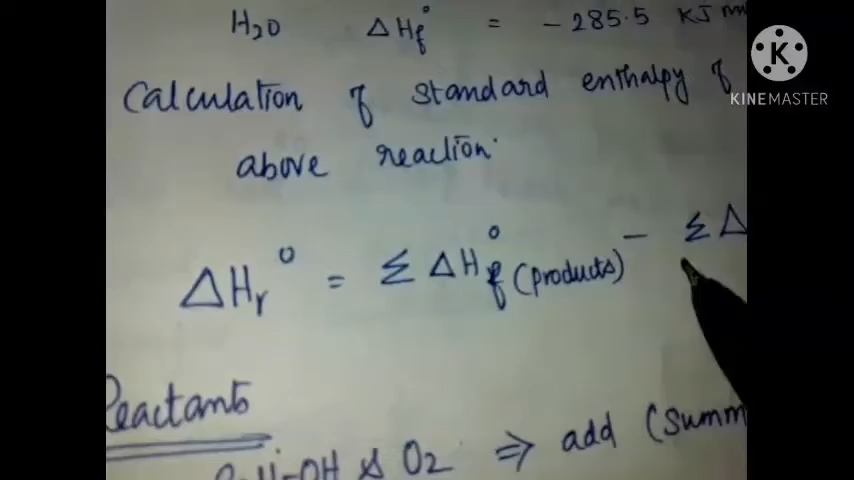 H2O ΔHf° = -285.5 KJ
Calculation of standard enthalpy of
above reaction.
ΔHr° = Σ ΔHf° (products) - Σ Δ
Reactants
OH & O2 ⇒ add (summ
K
KINEMASTER